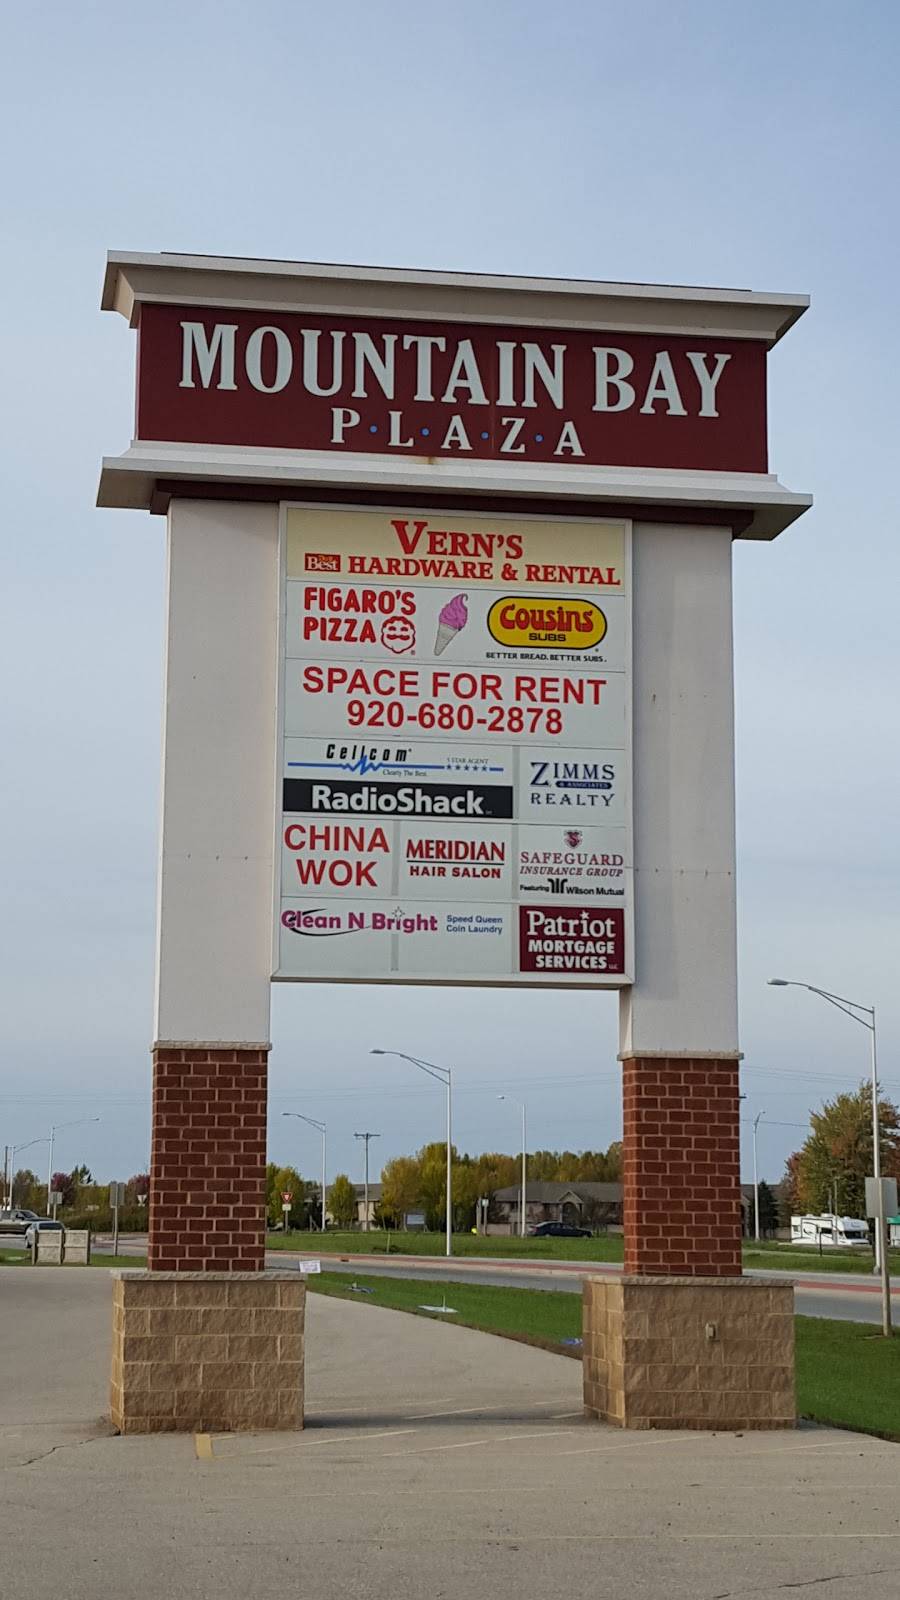 MOUNTAIN BAY
P·L·A·Z·A
VERN'S
Do it Best HARDWARE & RENTAL
FIGARO'S
PIZZA
Cousins
SUBS
BETTER BREAD. BETTER SUBS.
SPACE FOR RENT
920-680-2878
Cellcom
5 STAR AGENT
Clearly The Best.
RadioShack
ZIMMS
& ASSOCIATES
REALTY
CHINA
WOK
MERIDIAN
HAIR SALON
SAFEGUARD
INSURANCE GROUP
Featuring Wilson Mutual
Clean N Bright
Speed Queen
Coin Laundry
Patriot
MORTGAGE
SERVICES LLC